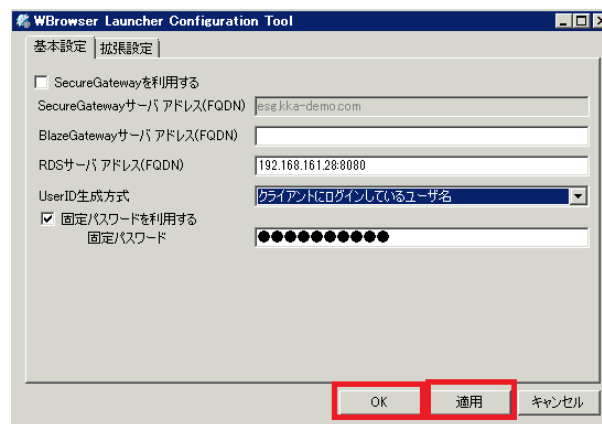 WBrowser Launcher Configuration Tool
基本設定 拡張設定
SecureGatewayを利用する
SecureGatewayサーバ アドレス(FQDN) esg.kka-demo.com
BlazeGatewayサーバ アドレス(FQDN)
RDSサーバ アドレス(FQDN) 192.168.161.28:8080
UserID生成方式 クライアントにログインしているユーザ名
固定パスワードを利用する
固定パスワード ●●●●●●●●●●
OK 適用 キャンセル